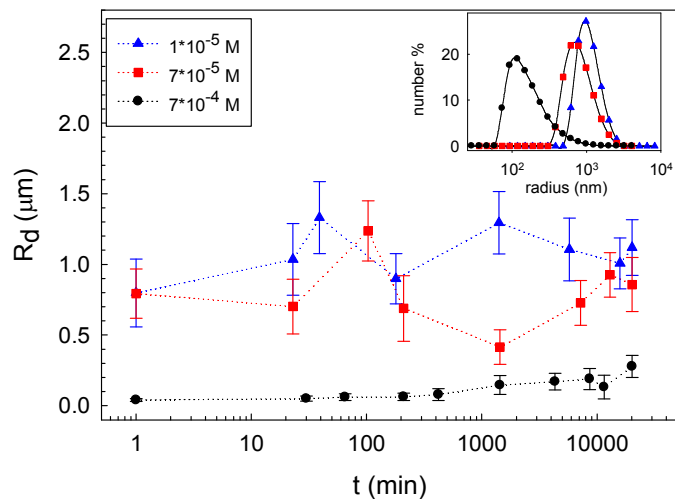 2.5
2.0
1.5
1.0
0.5
0.0
R_d (μm)
1*10⁻⁵ M
7*10⁻⁵ M
7*10⁻⁴ M
number %
20
10
0
10² 10³ 10⁴
radius (nm)
1 10 100 1000 10000
t (min)